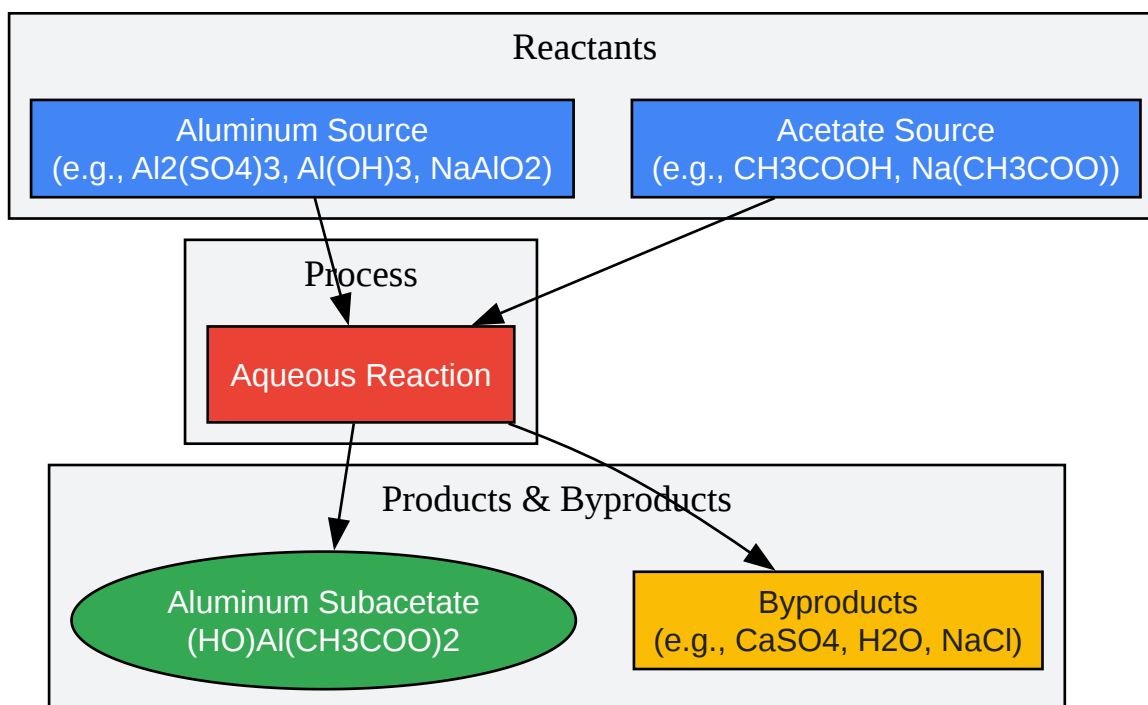 Reactants
Aluminum Source
(e.g., Al2(SO4)3, Al(OH)3, NaAlO2)
Acetate Source
(e.g., CH3COOH, Na(CH3COO))
Process
Aqueous Reaction
Products & Byproducts
Aluminum Subacetate
(HO)Al(CH3COO)2
Byproducts
(e.g., CaSO4, H2O, NaCl)